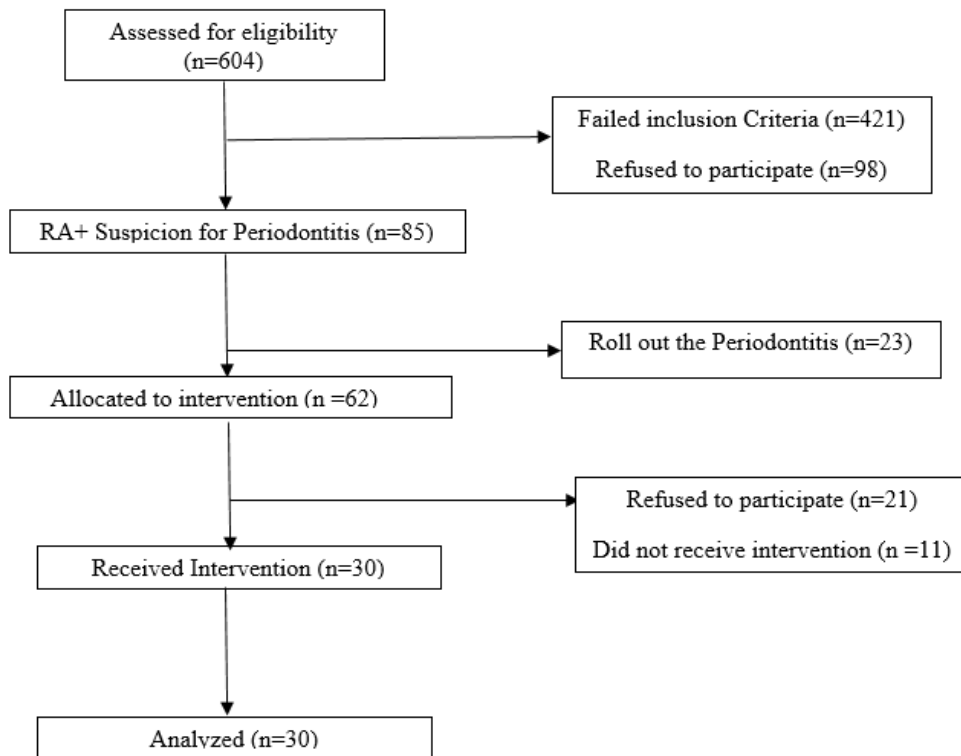 Assessed for eligibility
(n=604)
Failed inclusion Criteria (n=421)
Refused to participate (n=98)
RA+ Suspicion for Periodontitis (n=85)
Roll out the Periodontitis (n=23)
Allocated to intervention (n =62)
Refused to participate (n=21)
Did not receive intervention (n =11)
Received Intervention (n=30)
Analyzed (n=30)